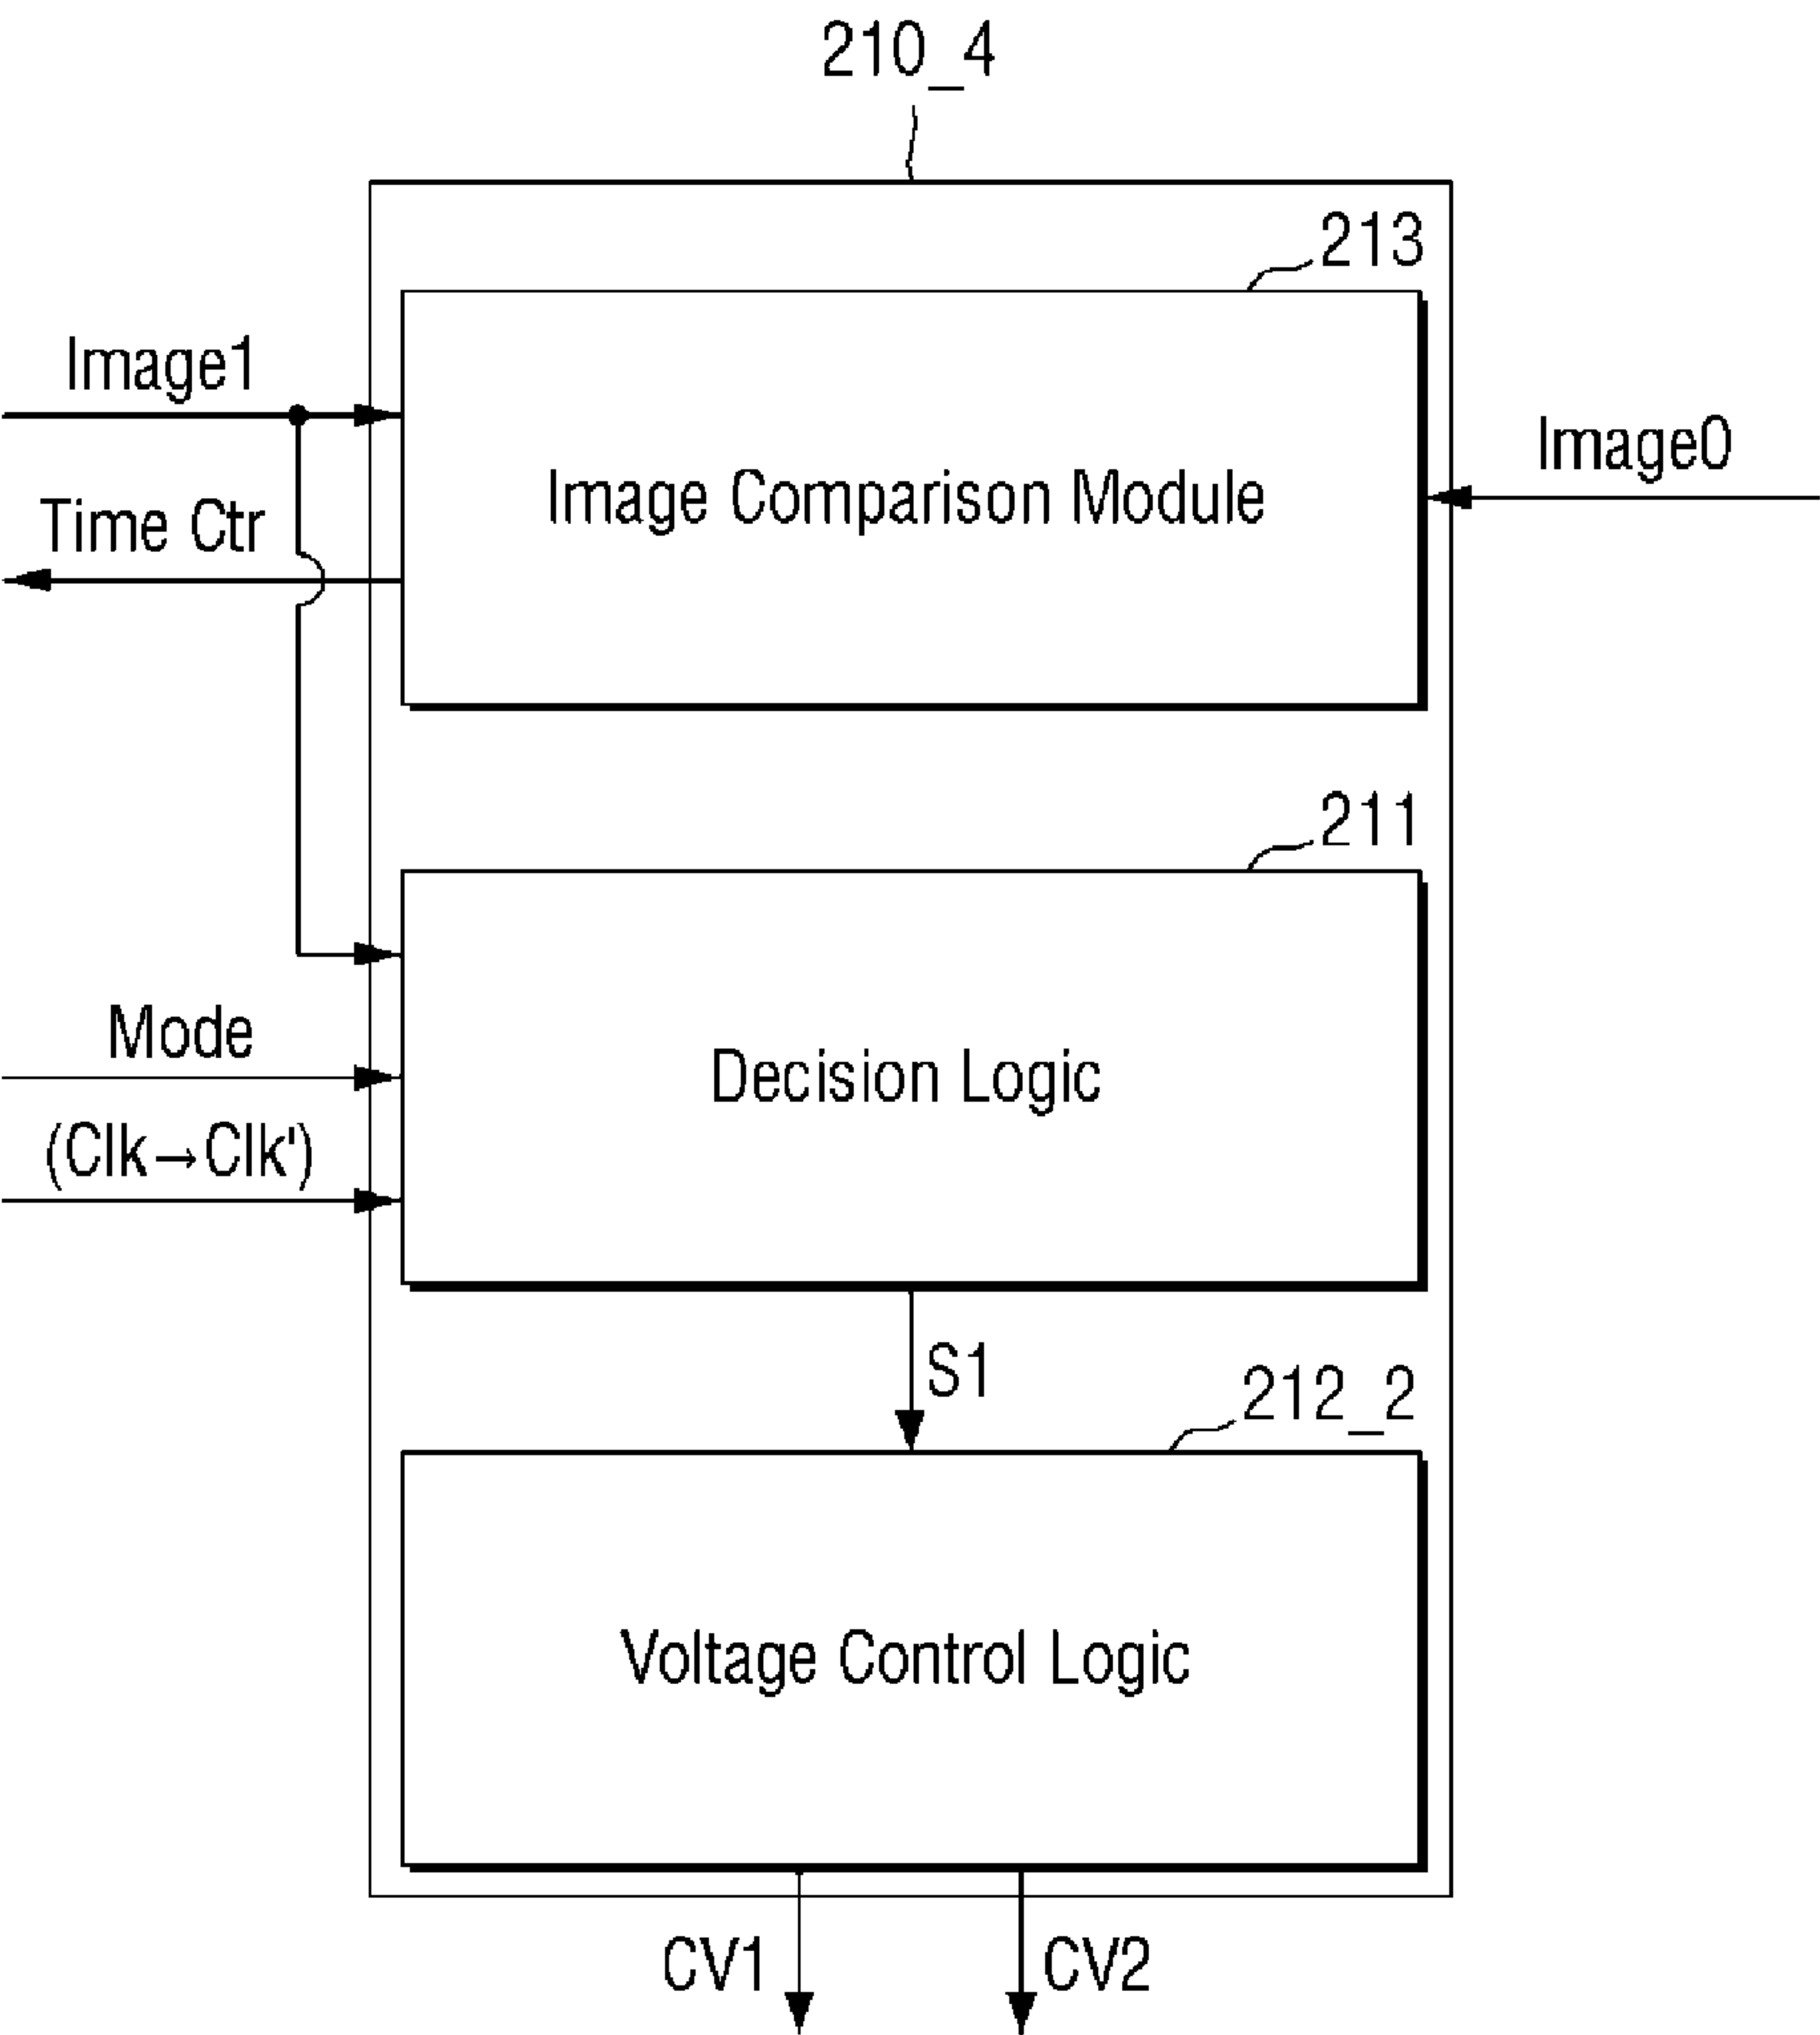 210_4
213
Image1
Image0
Image Comparison Module
Time Ctr
211
Mode
Decision Logic
(Clk→Clk')
S1
212_2
Voltage Control Logic
CV1
CV2